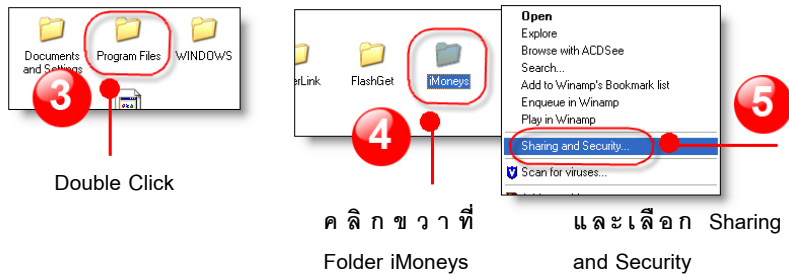 Documents and Settings
Program Files
WINDOWS
3
Double Click
erLink
FlashGet
iMoneys
4
คลิกขวาที่
Folder iMoneys
Open
Explore
Browse with ACDSee
Search...
Add to Winamp's Bookmark list
Enqueue in Winamp
Play in Winamp
Sharing and Security...
Scan for viruses...
5
และเลือก Sharing
and Security